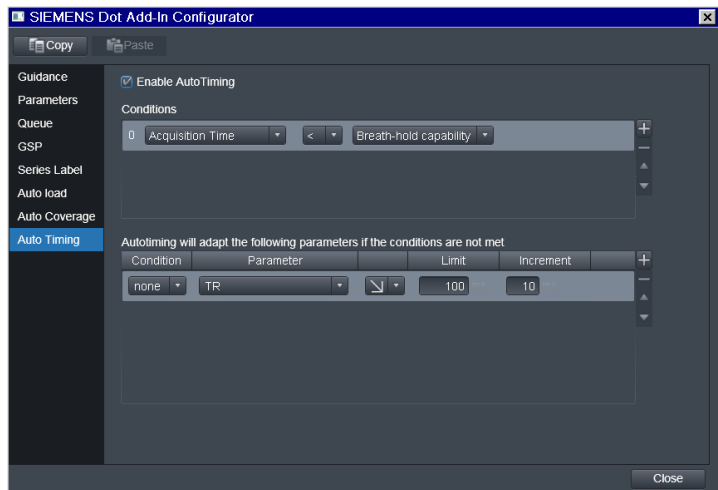 SIEMENS Dot Add-In Configurator
Copy Paste
Guidance
Parameters
Queue
GSP
Series Label
Auto load
Auto Coverage
Auto Timing
Enable AutoTiming
Conditions
0 Acquisition Time < Breath-hold capability
Autotiming will adapt the following parameters if the conditions are not met
Condition Parameter Limit Increment
none TR 100 10
Close